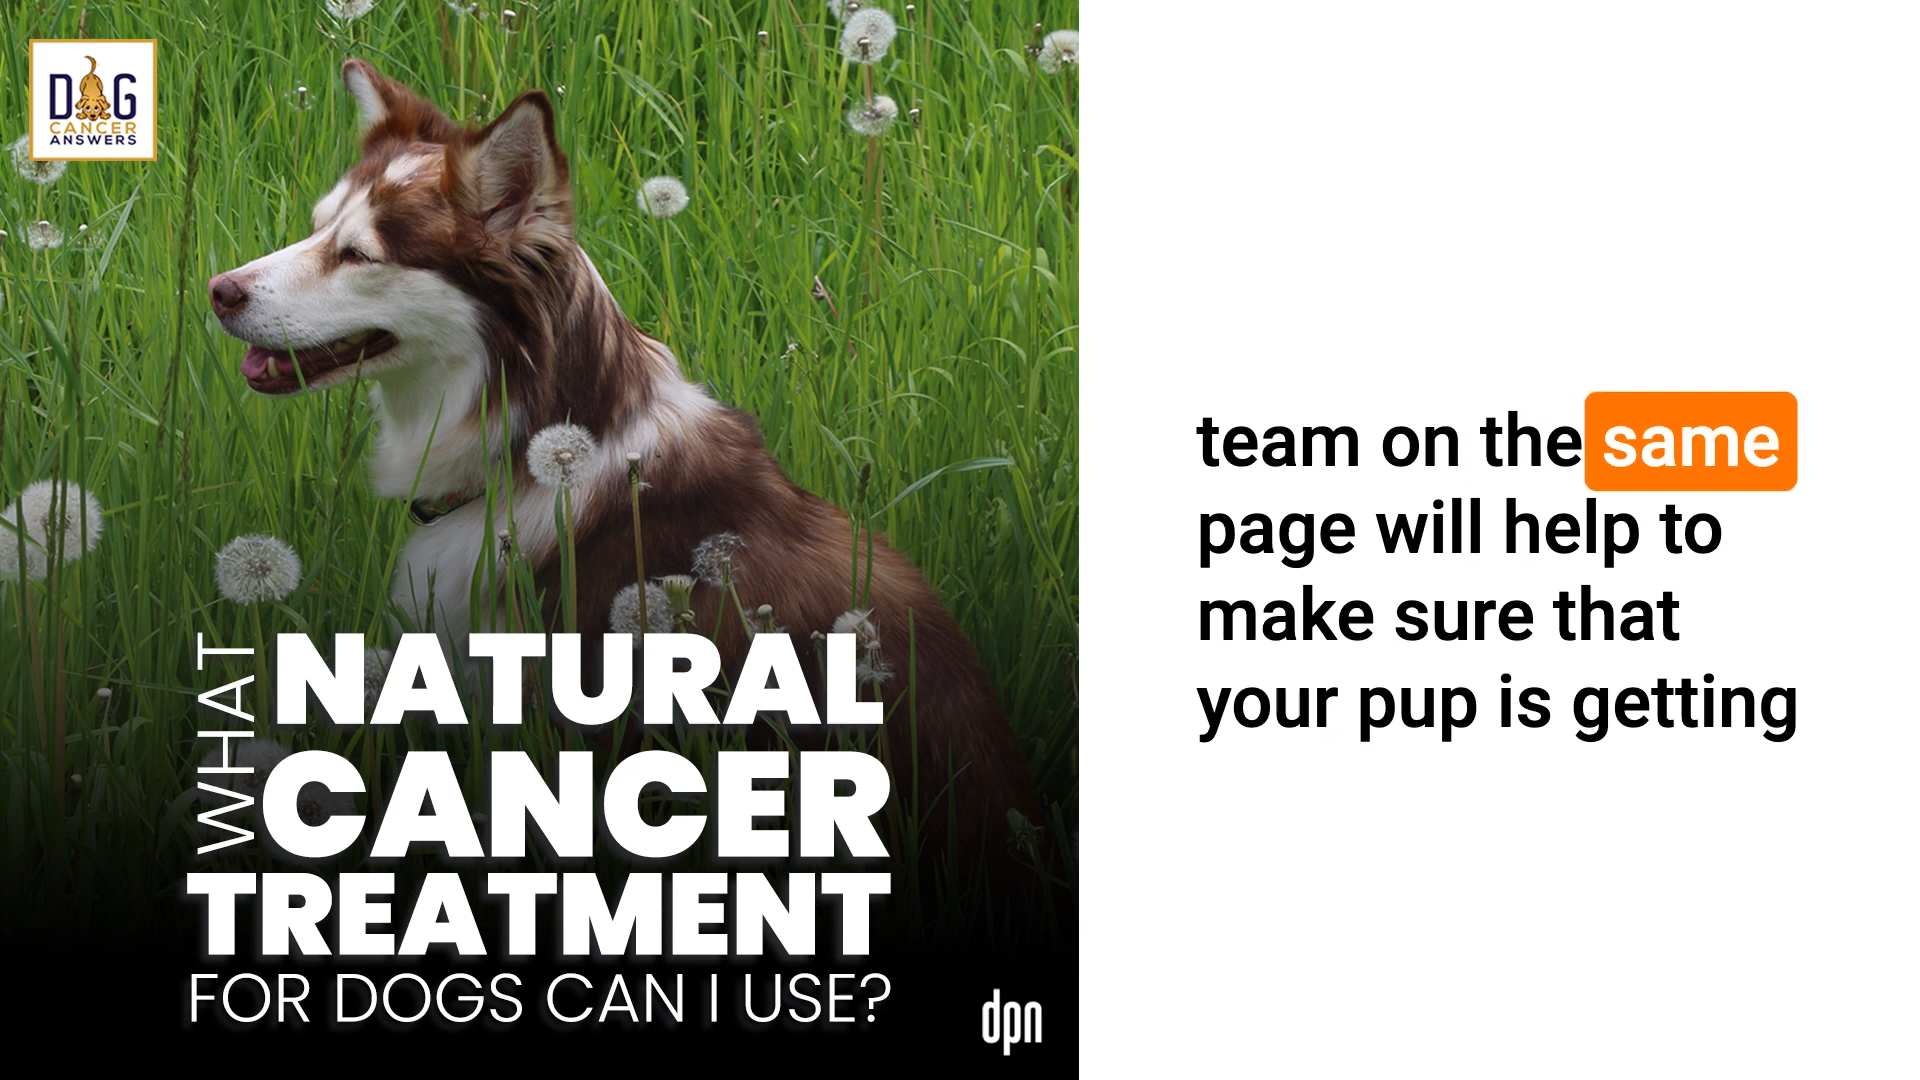 DOG
CANCER
ANSWERS
WHAT
NATURAL
CANCER
TREATMENT
FOR DOGS CAN I USE?
dpn
team on the same
page will help to
make sure that
your pup is getting